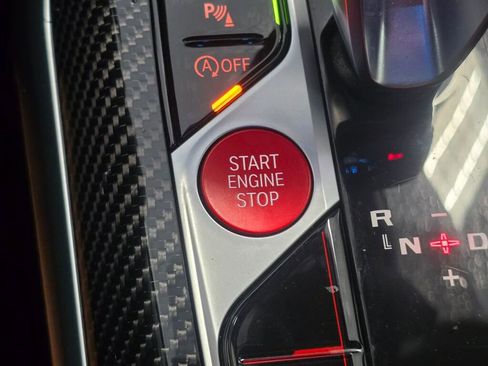 P
A OFF
START
ENGINE
STOP
R −
N D
+